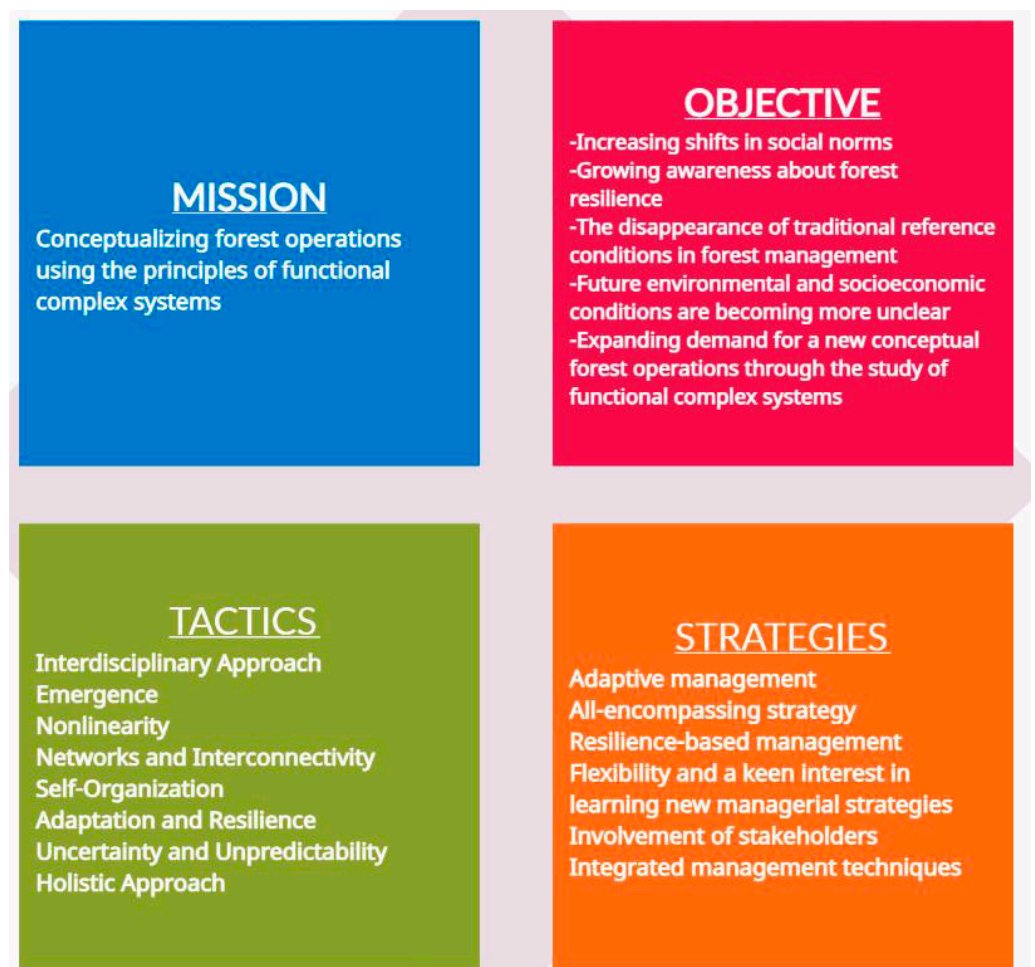 MISSION
Conceptualizing forest operations
using the principles of functional
complex systems
OBJECTIVE
-Increasing shifts in social norms
-Growing awareness about forest
resilience
-The disappearance of traditional reference
conditions in forest management
-Future environmental and socioeconomic
conditions are becoming more unclear
-Expanding demand for a new conceptual
forest operations through the study of
functional complex systems
TACTICS
Interdisciplinary Approach
Emergence
Nonlinearity
Networks and Interconnectivity
Self-Organization
Adaptation and Resilience
Uncertainty and Unpredictability
Holistic Approach
STRATEGIES
Adaptive management
All-encompassing strategy
Resilience-based management
Flexibility and a keen interest in
learning new managerial strategies
Involvement of stakeholders
Integrated management techniques